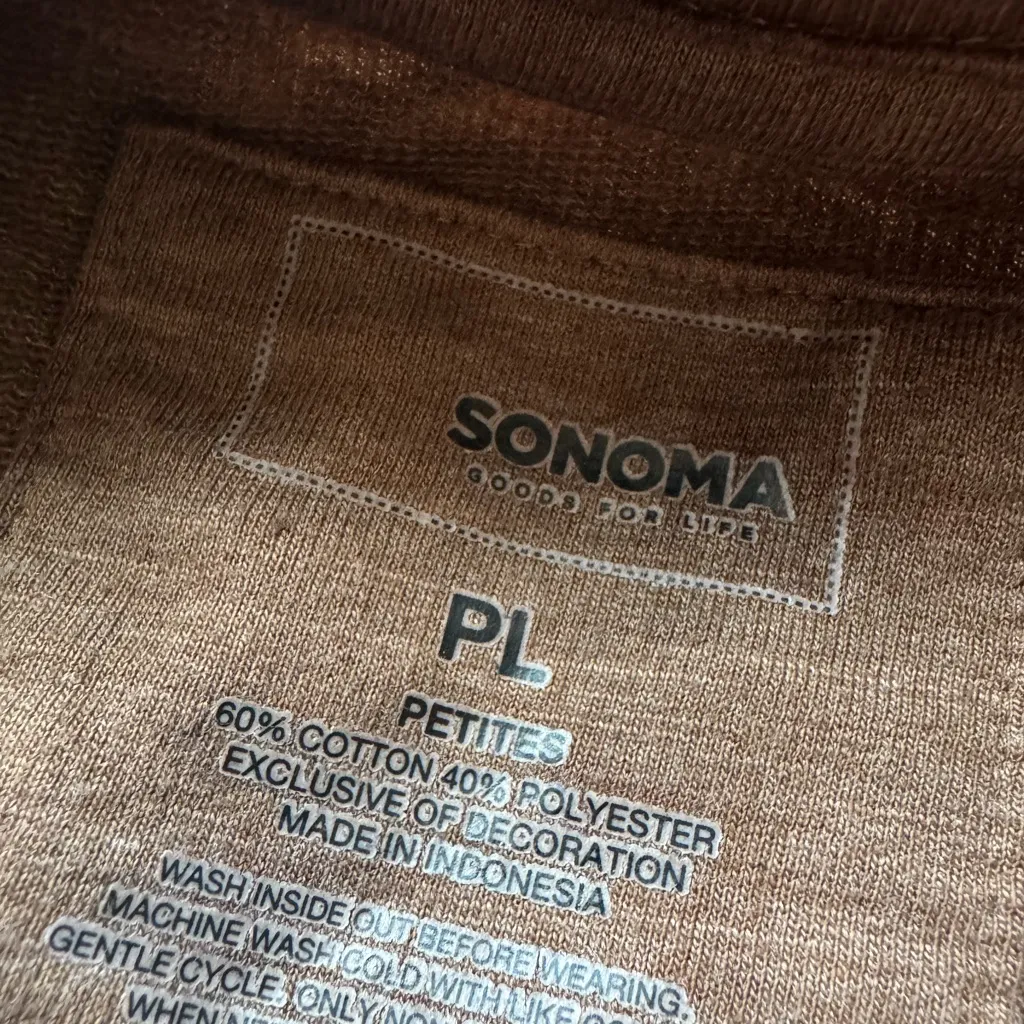 SONOMA
GOODS FOR LIFE
PL
PETITES
60% COTTON 40% POLYESTER
EXCLUSIVE OF DECORATION
MADE IN INDONESIA
WASH INSIDE OUT BEFORE WEARING.
MACHINE WASH COLD WITH LIKE
GENTLE CYCLE. ONLY
WHEN